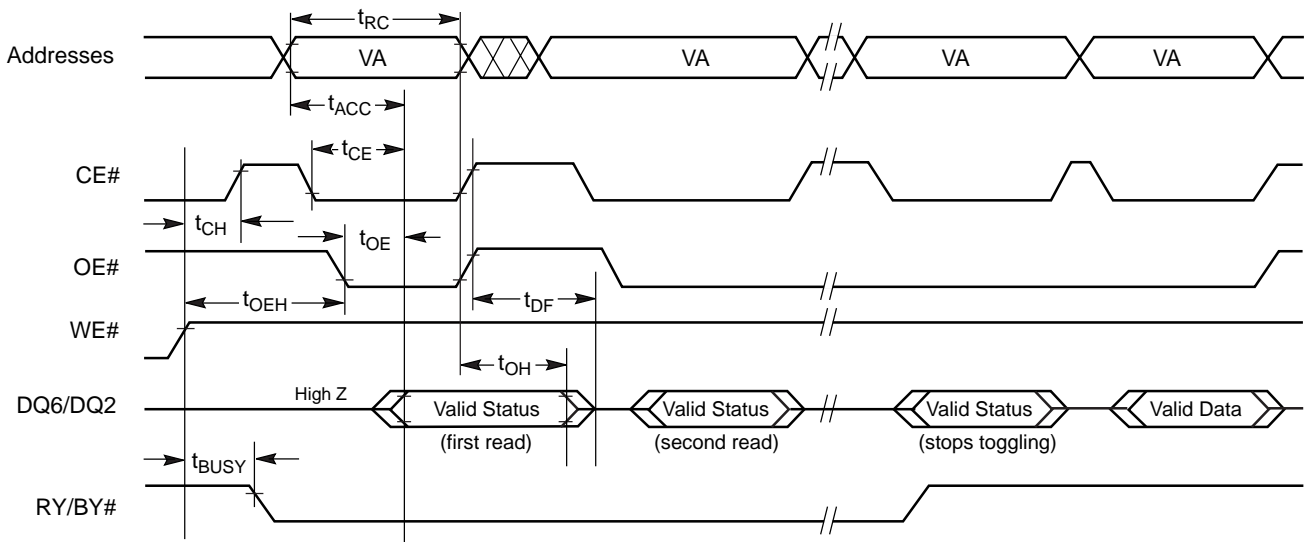 tRC
Addresses VA VA VA VA
tACC
tCE
CE#
tCH tOE
OE#
tOEH tDF
WE#
tOH
High Z
DQ6/DQ2 Valid Status Valid Status Valid Status Valid Data
(first read) (second read) (stops toggling)
tBUSY
RY/BY#